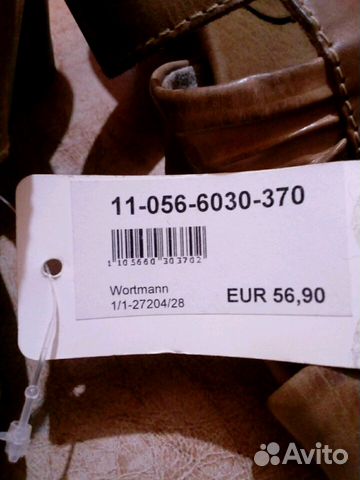 11-056-6030-370
1 105660 303702
Wortmann
1/1-27204/28
EUR 56,90
Avito